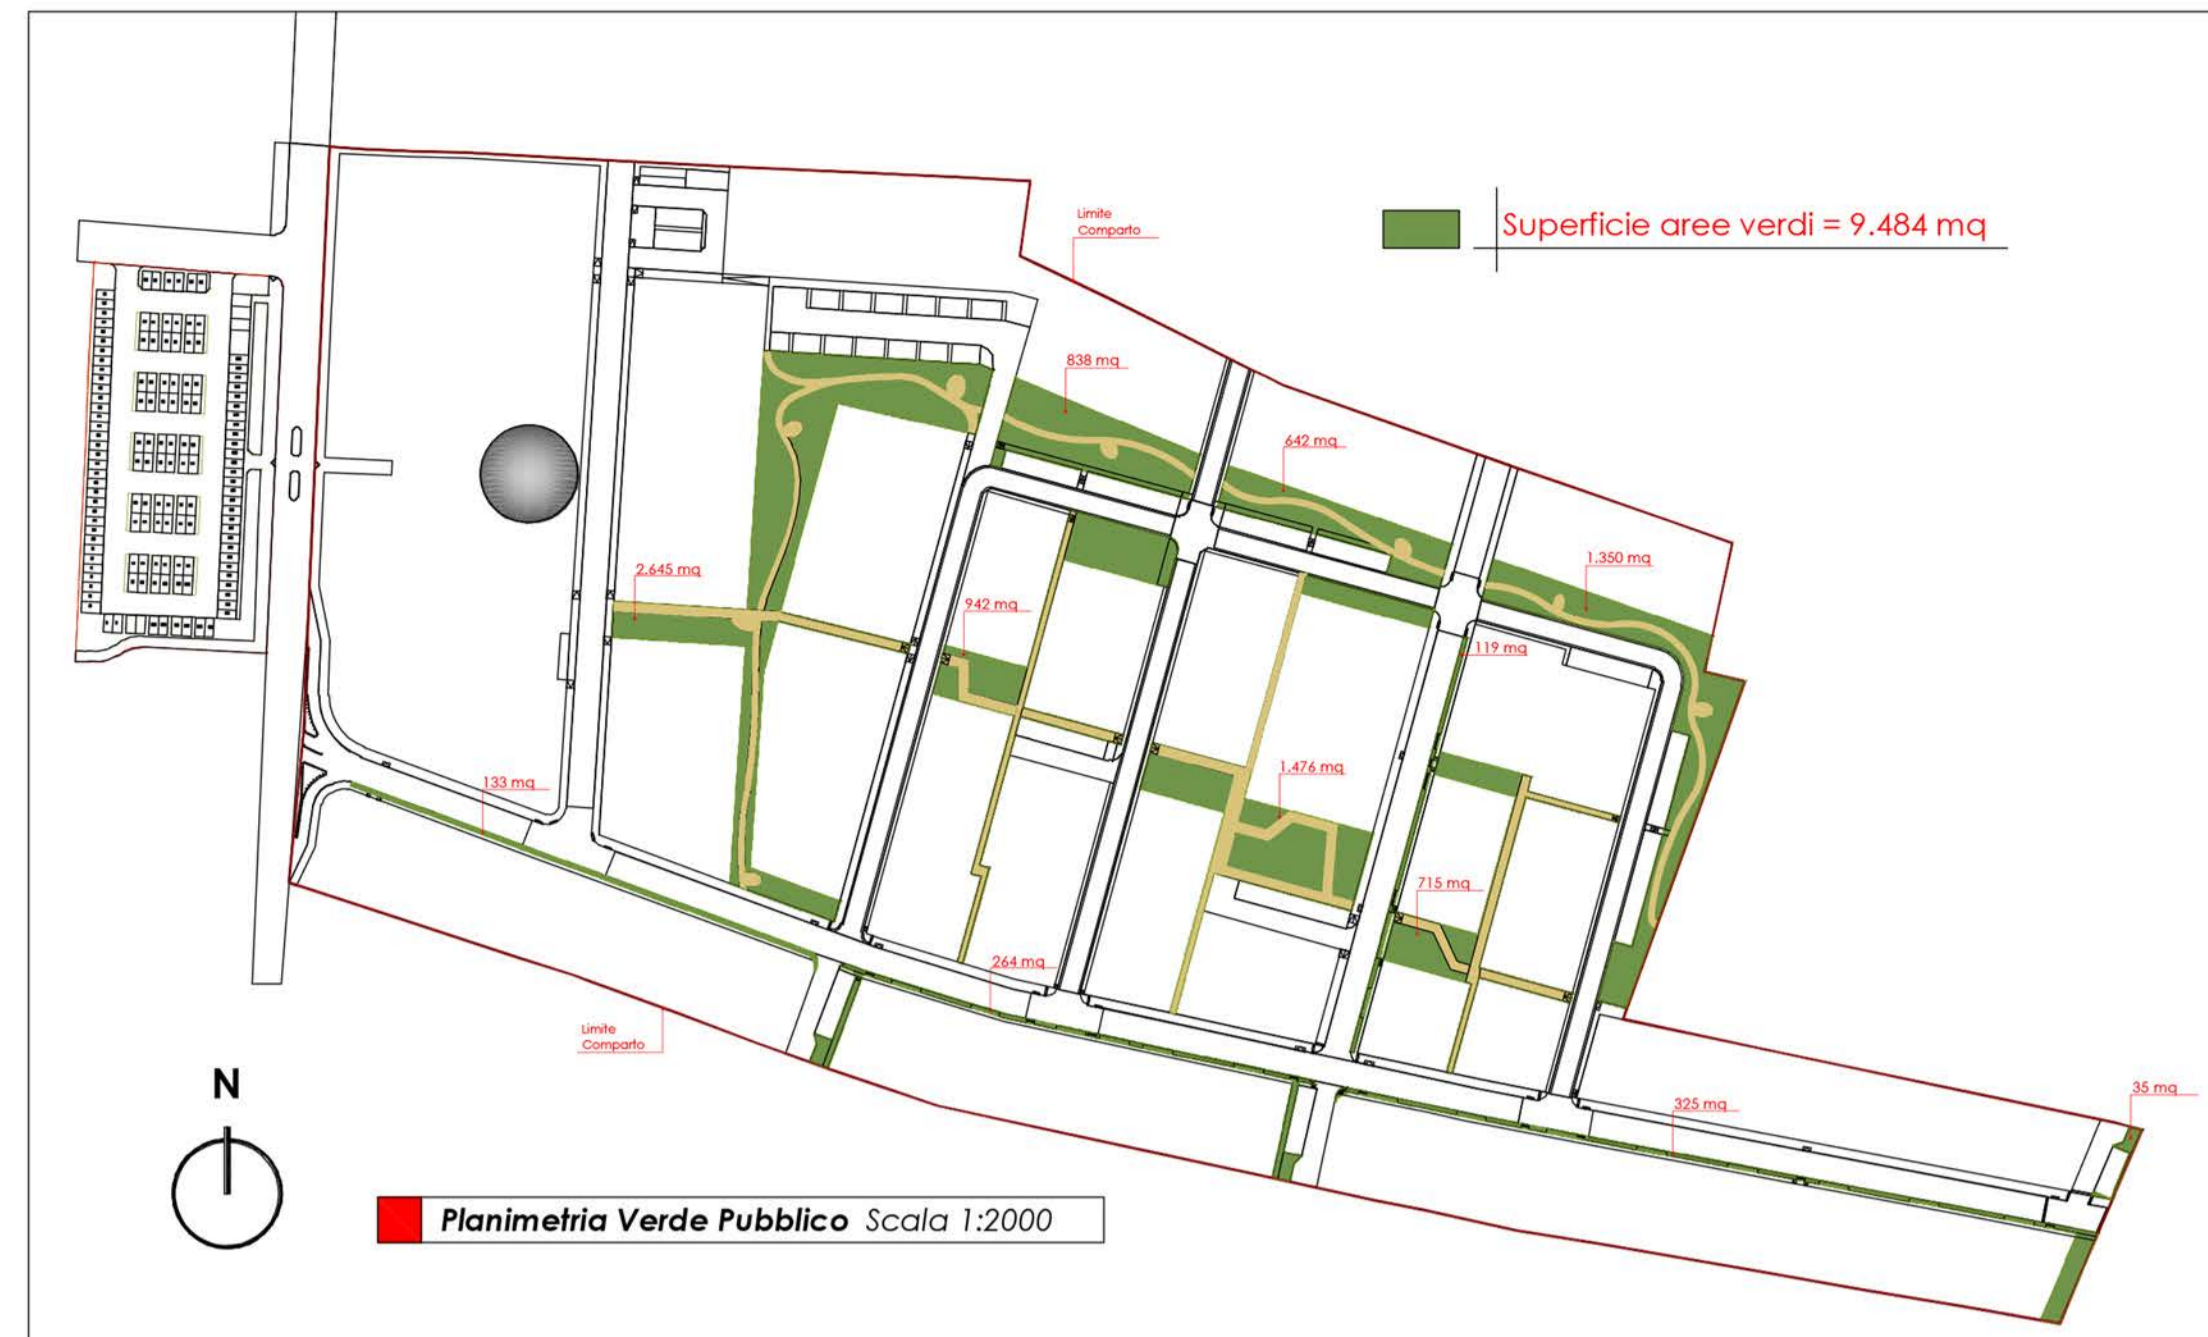 Limite
Comparto
Superficie aree verdi = 9.484 mq
838 mq
642 mq
1.350 mq
2.645 mq
942 mq
119 mq
1.476 mq
133 mq
715 mq
264 mq
Limite
Comparto
N
325 mq
35 mq
Planimetria Verde Pubblico Scala 1:2000